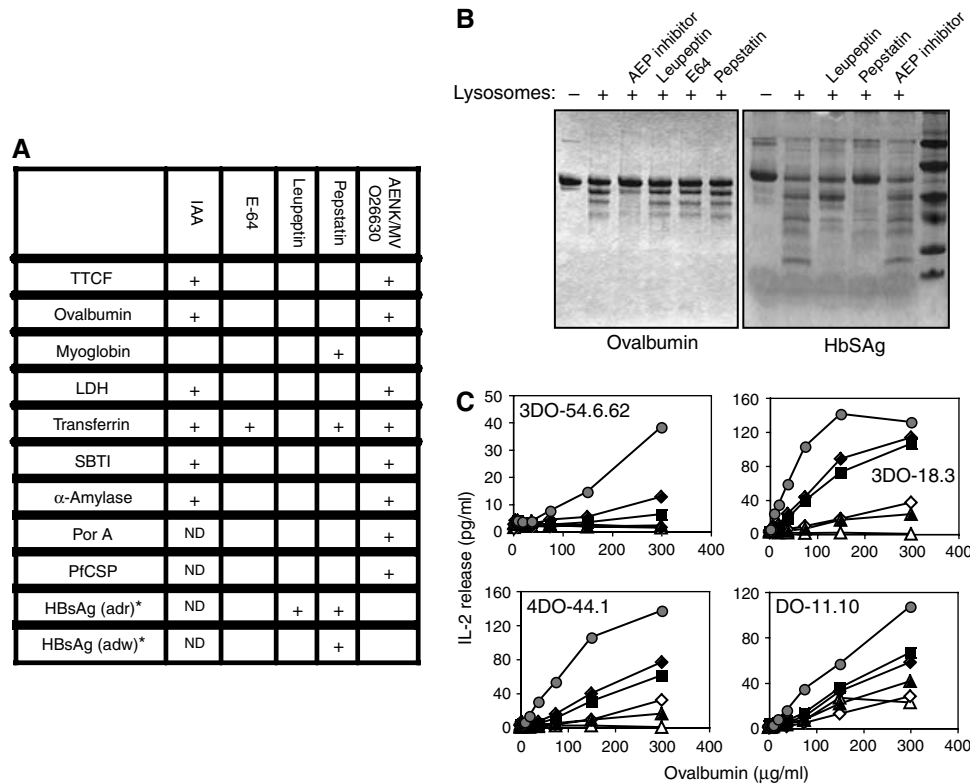 A
IAA
E-64
Leupeptin
Pepstatin
AENK/MV
O26630
TTCF + +
Ovalbumin + +
Myoglobin +
LDH + +
Transferrin + + + +
SBTI + +
α-Amylase + +
Por A ND +
PfCSP ND +
HBsAg (adr)* ND + +
HBsAg (adw)* ND +
B
AEP inhibitor
Leupeptin
E64
Pepstatin
Leupeptin
Pepstatin
AEP inhibitor
Lysosomes: – + + + + + – + + + +
Ovalbumin
HbSAg
C
IL-2 release (pg/ml)
3DO-54.6.62
50
40
30
20
10
0
0 100 200 300 400
3DO-18.3
160
120
80
40
0
0 100 200 300 400
4DO-44.1
160
120
80
40
0
0 100 200 300 400
DO-11.10
120
80
40
0
0 100 200 300 400
Ovalbumin (μg/ml)